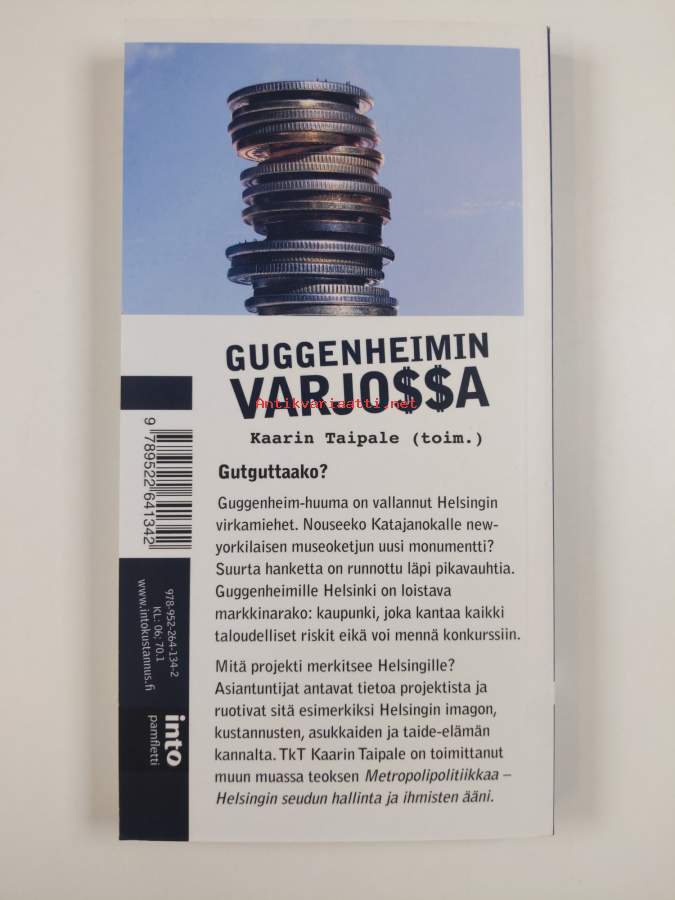 GUGGENHEIMIN
VARJO$$A
Antikvariaatti.net
Kaarin Taipale (toim.)
Gutguttaako?
Guggenheim-huuma on vallannut Helsingin
virkamiehet. Nouseeko Katajanokalle new-
yorkilaisen museoketjun uusi monumentti?
Suurta hanketta on runnottu läpi pikavauhtia.
Guggenheimille Helsinki on loistava
markkinarako: kaupunki, joka kantaa kaikki
taloudelliset riskit eikä voi mennä konkurssiin.
Mitä projekti merkitsee Helsingille?
Asiantuntijat antavat tietoa projektista ja
ruotivat sitä esimerkiksi Helsingin imagon,
kustannusten, asukkaiden ja taide-elämän
kannalta. TkT Kaarin Taipale on toimittanut
muun muassa teoksen Metropolipolitiikkaa –
Helsingin seudun hallinta ja ihmisten ääni.
9 789522 641342
978-952-264-134-2
KL: 06; 70.1
www.intokustannus.fi
into
pamfletti